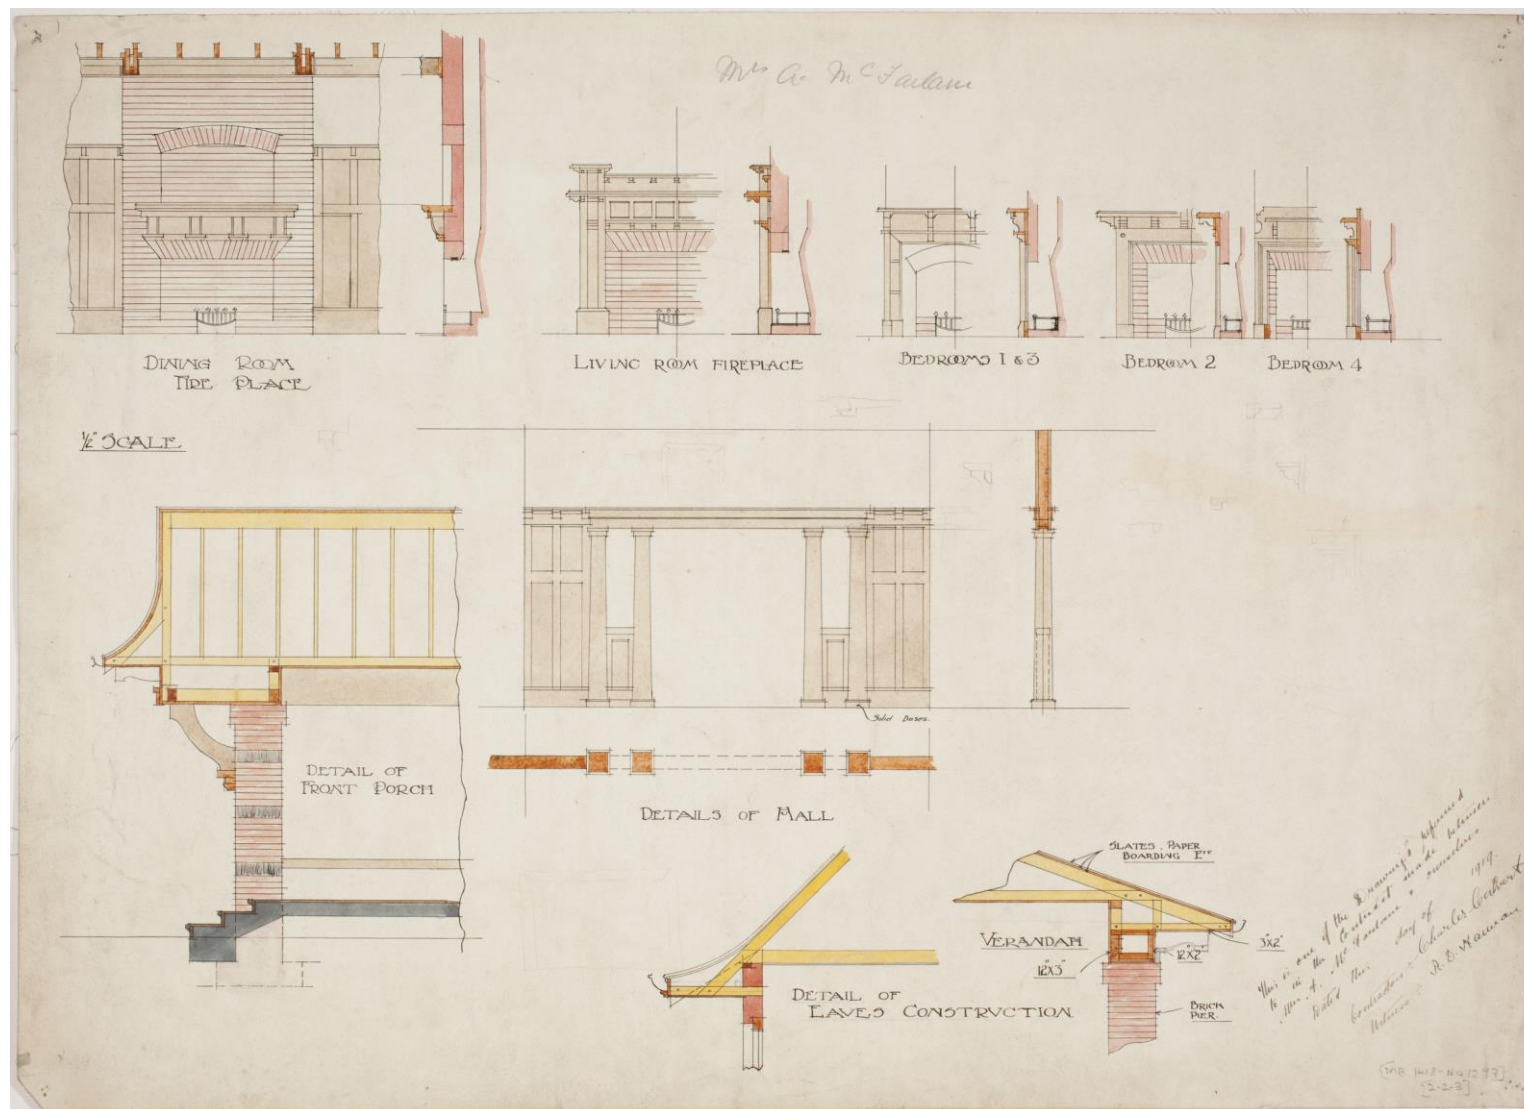 Mrs A. McFarlane
DINING ROOM
FIRE PLACE
LIVING ROOM FIREPLACE
BEDROOMS 1 & 3
BEDROOM 2
BEDROOM 4
½" SCALE
Solid Bases.
DETAIL OF
FRONT PORCH
DETAILS OF HALL
SLATES, PAPER
BOARDING Etc
VERANDAH
3"X2"
12"X2"
12"X3"
DETAIL OF
EAVES CONSTRUCTION
BRICK
PIER.
This is one of the Drawings referred
to in the Contract made between
Mrs. A. McFarlane & ourselves
Dated this day of 1919.
Contractors Charles Calvert
Witness